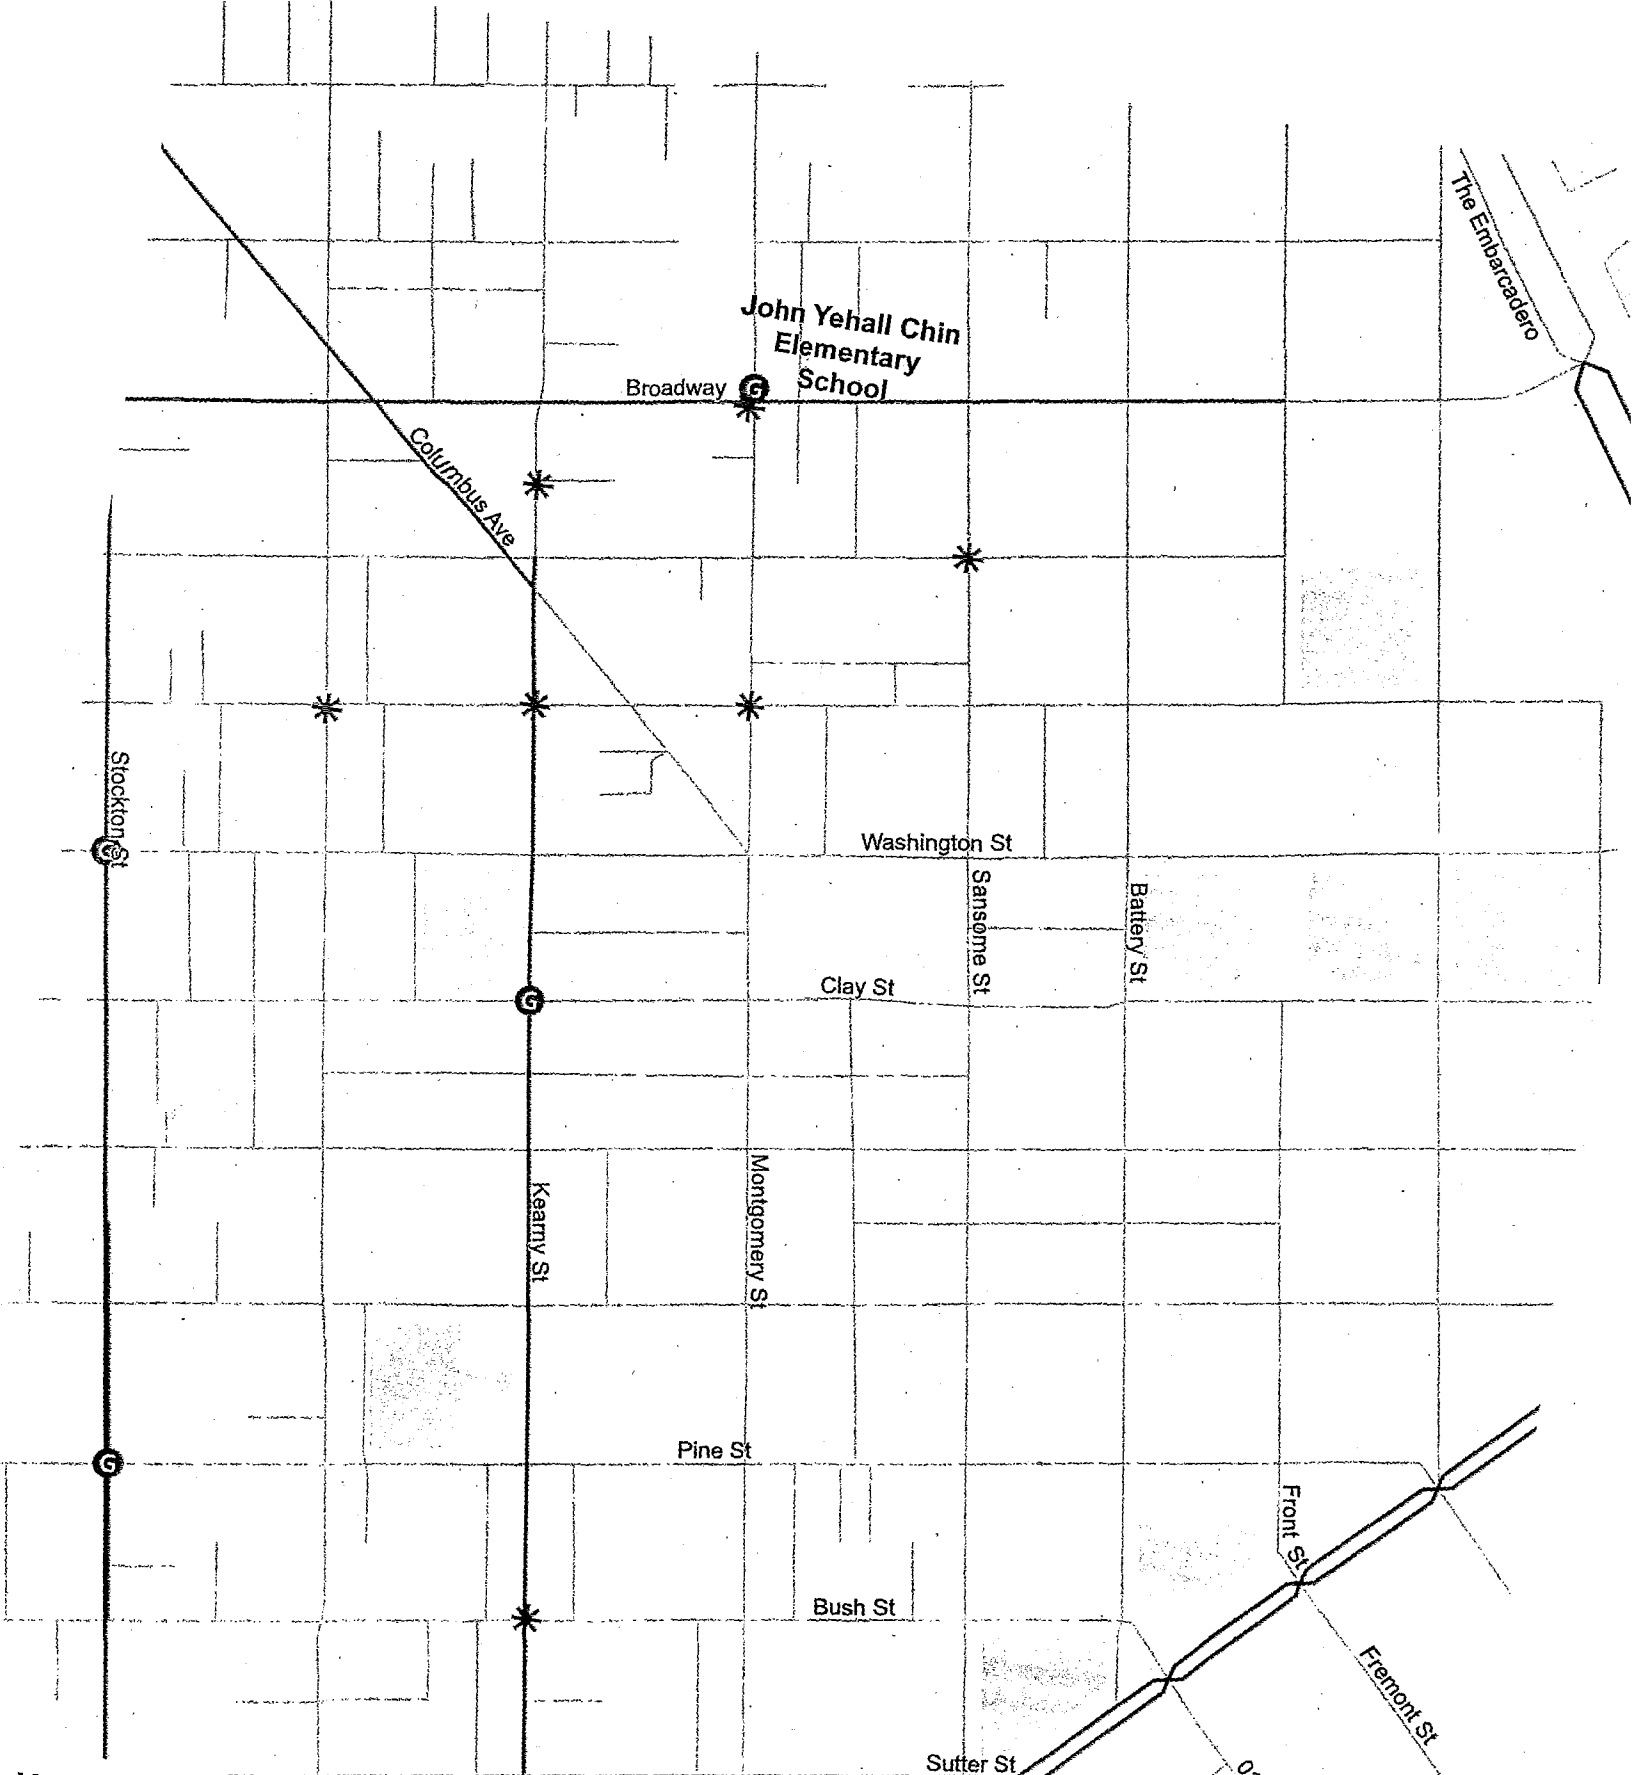 The Embarcadero
John Yehall Chin
Elementary
School
Broadway
G
Columbus Ave
Stockton St
G
Washington St
Sansome St
Battery St
Clay St
G
Kearny St
Montgomery St
Pine St
G
Front St
Bush St
Fremont St
Sutter St